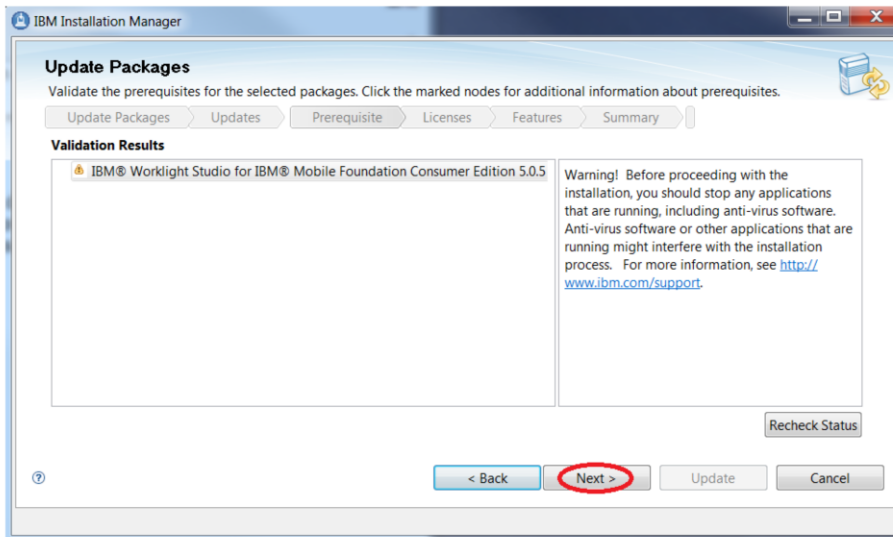 IBM Installation Manager
Update Packages
Validate the prerequisites for the selected packages. Click the marked nodes for additional information about prerequisites.
Update Packages Updates Prerequisite Licenses Features Summary
Validation Results
IBM® Worklight Studio for IBM® Mobile Foundation Consumer Edition 5.0.5
Warning! Before proceeding with the
installation, you should stop any applications
that are running, including anti-virus software.
Anti-virus software or other applications that are
running might interfere with the installation
process. For more information, see http://
www.ibm.com/support.
Recheck Status
? < Back Next > Update Cancel